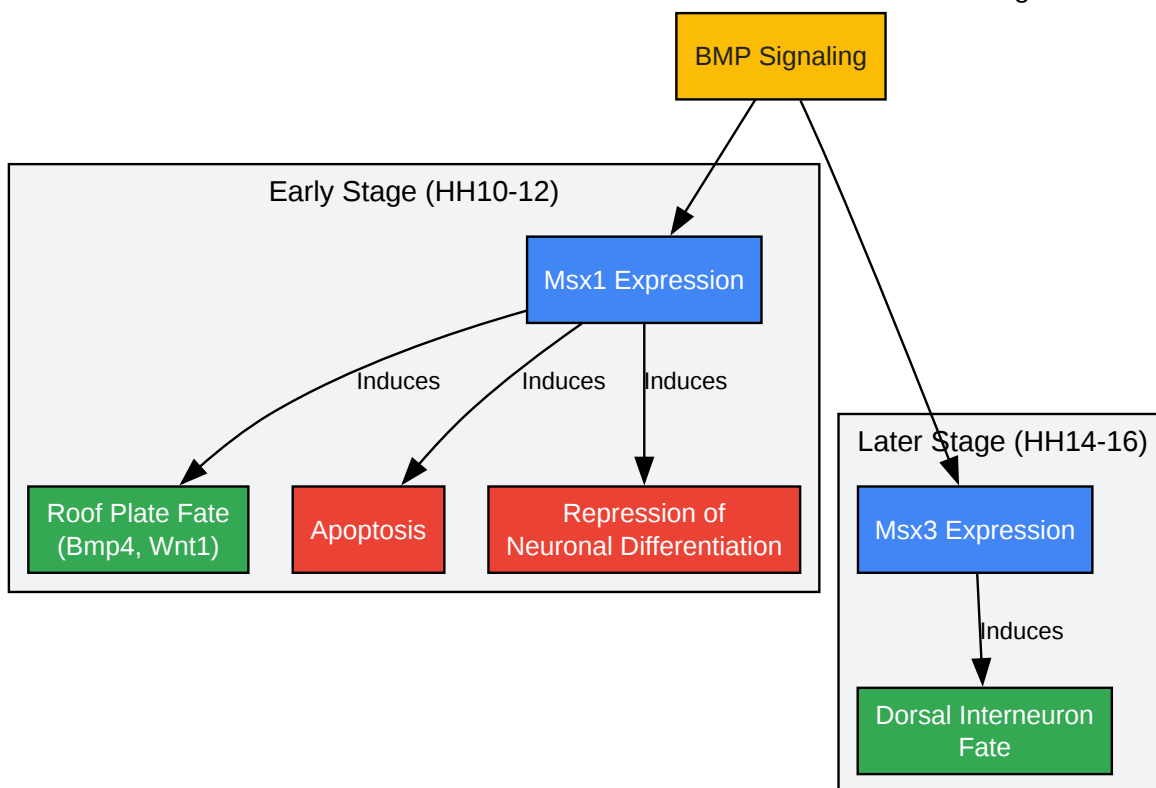 BMP Signaling
Early Stage (HH10-12)
Msx1 Expression
Induces
Induces
Induces
Roof Plate Fate
(Bmp4, Wnt1)
Apoptosis
Repression of
Neuronal Differentiation
Later Stage (HH14-16)
Msx3 Expression
Induces
Dorsal Interneuron
Fate